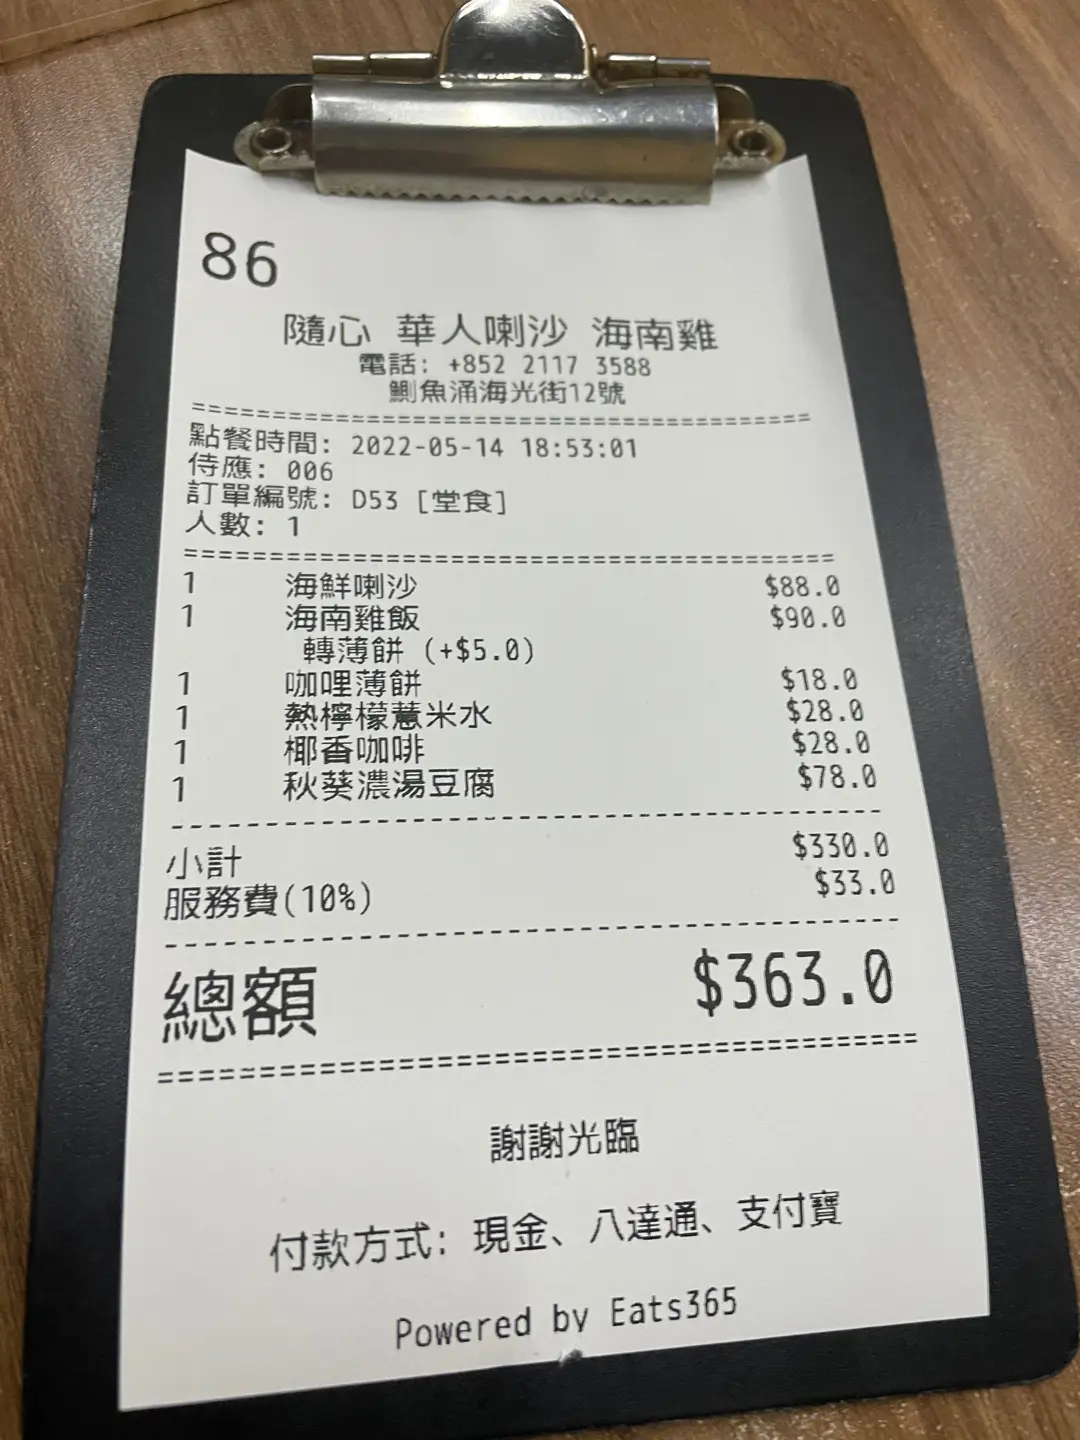 86
隨心 華人喇沙 海南雞
電話: +852 2117 3588
鰂魚涌海光街12號
======================================
點餐時間: 2022-05-14 18:53:01
侍應: 006
訂單編號: D53 [堂食]
人數: 1
======================================
1 海鮮喇沙 $88.0
1 海南雞飯 $90.0
轉薄餅 (+$5.0)
1 咖哩薄餅 $18.0
1 熱檸檬薏米水 $28.0
1 椰香咖啡 $28.0
1 秋葵濃湯豆腐 $78.0
--------------------------------------
小計 $330.0
服務費(10%) $33.0
--------------------------------------
總額 $363.0
======================================
謝謝光臨
付款方式: 現金、八達通、支付寶
Powered by Eats365